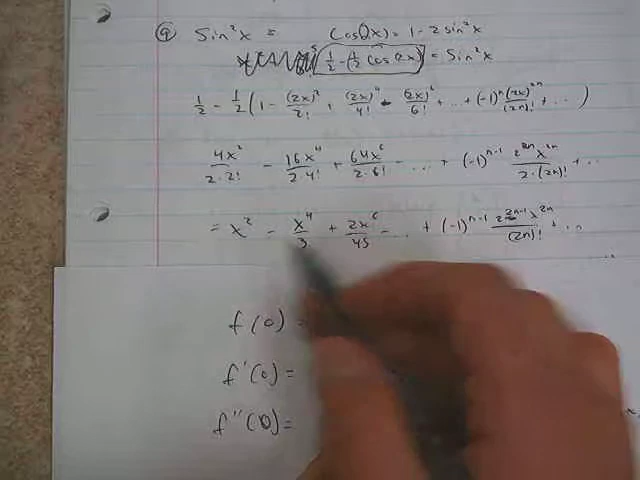 9 Sin²x = Cos(2x) = 1 - 2 sin²x
1/2 - 1/2 cos 2x = Sin²x
1/2 - 1/2 ( 1 - (2x)²/2! + (2x)⁴/4! - (2x)⁶/6! + ... + (-1)ⁿ (2x)²ⁿ/(2n)! + ... )
4x²/2·2! - 16x⁴/2·4! + 64x⁶/2·6! - ... + (-1)ⁿ⁻¹ 2²ⁿx²ⁿ/2·(2n)! + ...
= x² - x⁴/3 + 2x⁶/45 - ... + (-1)ⁿ⁻¹ 2²ⁿ⁻¹x²ⁿ/(2n)! + ...
f(0) =
f'(0) =
f''(0) =